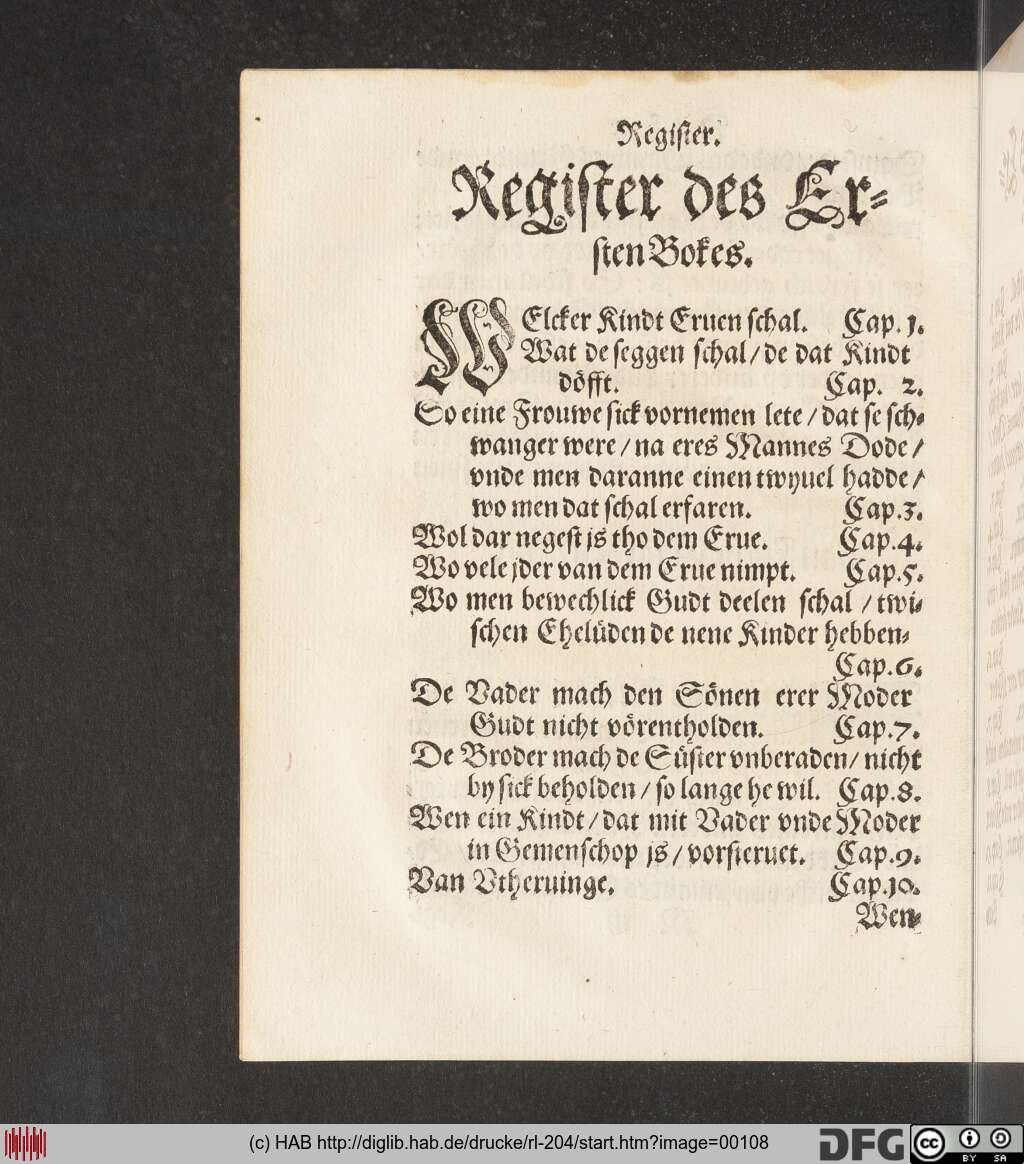 Register.
Register des Er⸗
ſten Bokes.
WElcker Kindt Eruen ſchal. Cap. 1.
Wat de ſeggen ſchal/ de dat Kindt
döfft. Cap. 2.
So eine Frouwe ſick vornemen lete/ dat ſe ſch⸗
wanger were/ na eres Mannes Dode/
vnde men daranne einen twyuel hadde/
wo men dat ſchal erfaren. Cap.3.
Wol dar negeſt js tho dem Erue. Cap.4.
Wo vele jder van dem Erue nimpt. Cap.5.
Wo men bewechlick Gudt deelen ſchal / twi⸗
ſchen Ehelüden de nene Kinder hebben⸗
Cap.6.
De Vader mach den Sönen erer Moder
Gudt nicht vörentholden. Cap.7.
De Broder mach de Süſter vnberaden/ nicht
by ſick beholden/ ſo lange he wil. Cap.8.
Wen ein Kindt/ dat mit Vader vnde Moder
in Gemenſchop js/ vorſteruet. Cap.9.
Van Vtheruinge. Cap.10.
Wen⸗
(c) HAB http://diglib.hab.de/drucke/rl-204/start.htm?image=00108
DFG
cc BY SA